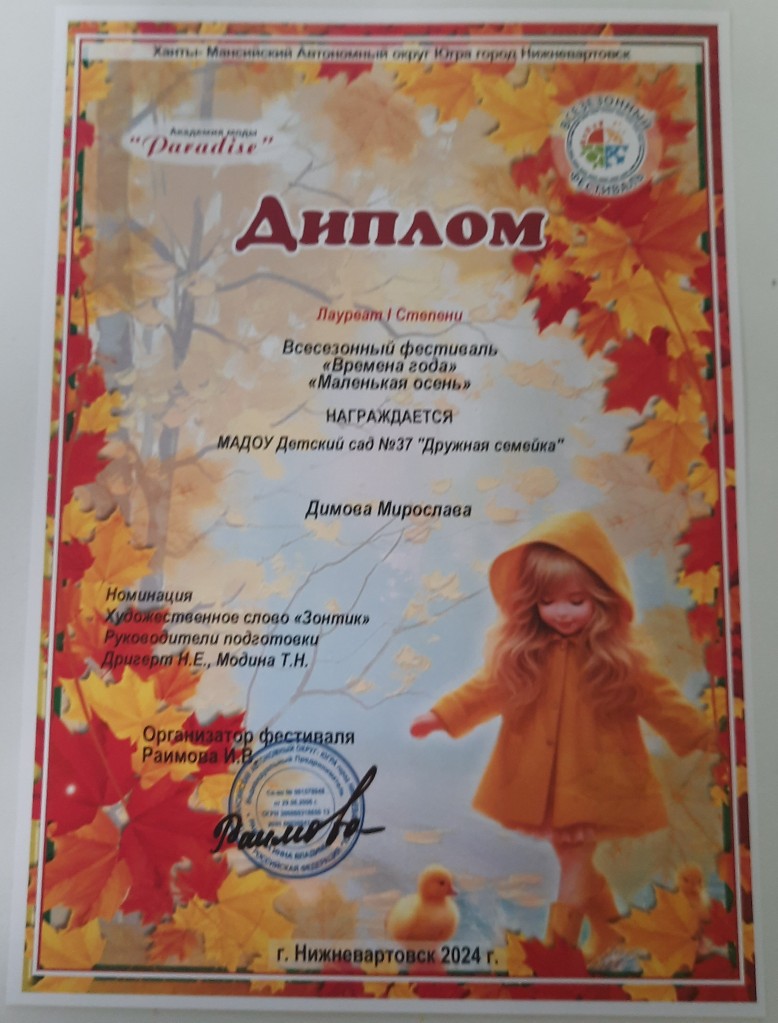 Ханты- Мансийский Автономный округ Югра город Нижневартовск
Академия моды
"Paradise"
ВСЕСЕЗОННЫЙ
ФЕСТИВАЛЬ
Диплом
Лауреат I Степени
Всесезонный фестиваль
«Времена года»
«Маленькая осень»
НАГРАЖДАЕТСЯ
МАДОУ Детский сад №37 "Дружная семейка"
Димова Мирослава
Номинация
Художественное слово «Зонтик»
Руководители подготовки
Дригерт Н.Е., Модина Т.Н.
Организатор фестиваля
Раимова И.В.
Раимова
г. Нижневартовск 2024 г.